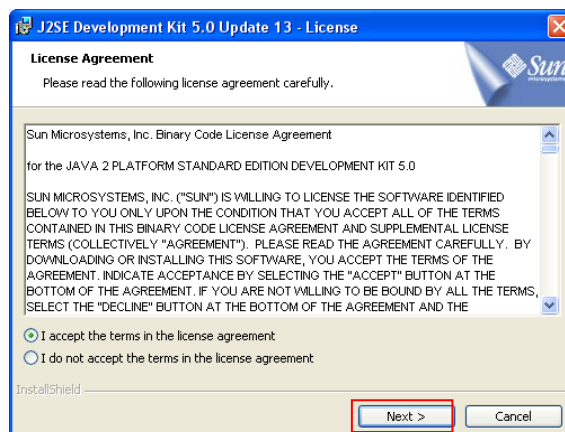 J2SE Development Kit 5.0 Update 13 - License
License Agreement
Please read the following license agreement carefully.
Sun
microsystems
Sun Microsystems, Inc. Binary Code License Agreement
for the JAVA 2 PLATFORM STANDARD EDITION DEVELOPMENT KIT 5.0
SUN MICROSYSTEMS, INC. ("SUN") IS WILLING TO LICENSE THE SOFTWARE IDENTIFIED
BELOW TO YOU ONLY UPON THE CONDITION THAT YOU ACCEPT ALL OF THE TERMS
CONTAINED IN THIS BINARY CODE LICENSE AGREEMENT AND SUPPLEMENTAL LICENSE
TERMS (COLLECTIVELY "AGREEMENT"). PLEASE READ THE AGREEMENT CAREFULLY. BY
DOWNLOADING OR INSTALLING THIS SOFTWARE, YOU ACCEPT THE TERMS OF THE
AGREEMENT. INDICATE ACCEPTANCE BY SELECTING THE "ACCEPT" BUTTON AT THE
BOTTOM OF THE AGREEMENT. IF YOU ARE NOT WILLING TO BE BOUND BY ALL THE TERMS,
SELECT THE "DECLINE" BUTTON AT THE BOTTOM OF THE AGREEMENT AND THE
I accept the terms in the license agreement
I do not accept the terms in the license agreement
InstallShield
Next >
Cancel